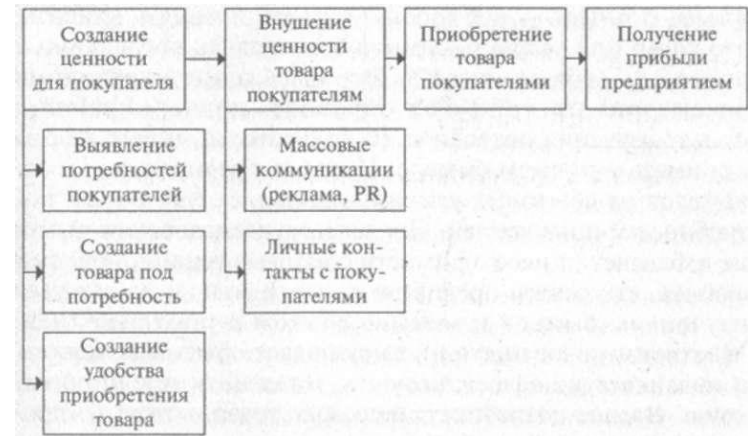 Создание
ценности
для покупателя
Внушение
ценности
товара
покупателям
Приобретение
товара
покупателями
Получение
прибыли
предприятием
Выявление
потребностей
покупателей
Массовые
коммуникации
(реклама, PR)
Создание
товара под
потребность
Личные кон-
такты с поку-
пателями
Создание
удобства
приобретения
товара